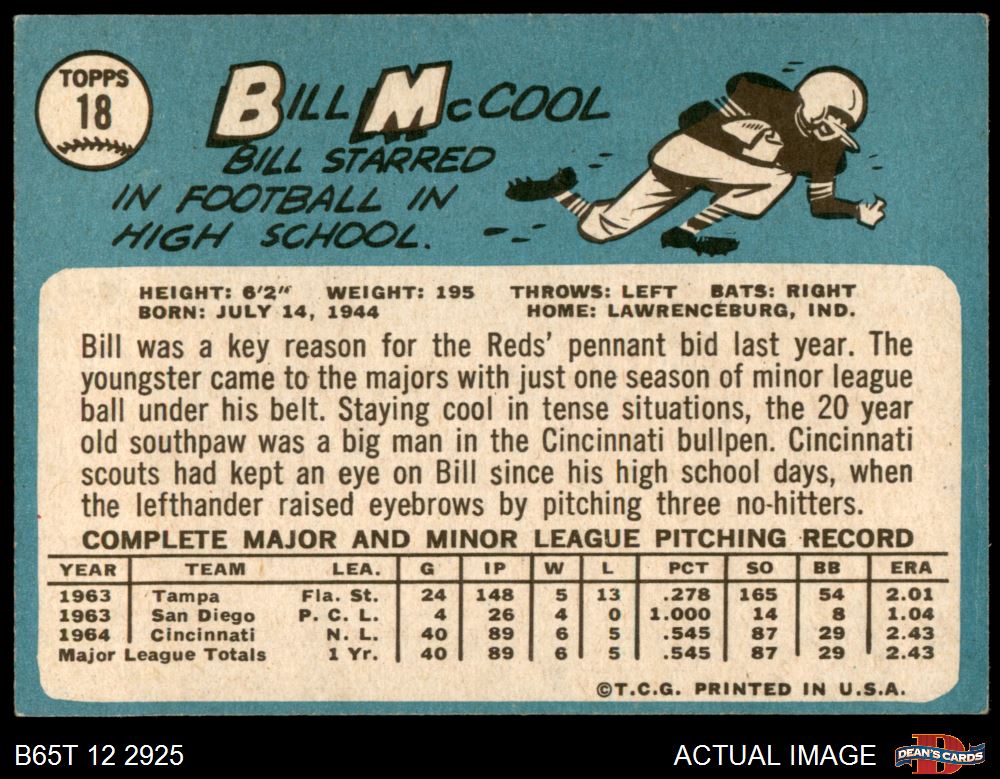 TOPPS
18
BILL McCOOL
BILL STARRED
IN FOOTBALL IN
HIGH SCHOOL.
HEIGHT: 6'2" WEIGHT: 195 THROWS: LEFT BATS: RIGHT
BORN: JULY 14, 1944 HOME: LAWRENCEBURG, IND.
Bill was a key reason for the Reds' pennant bid last year. The
youngster came to the majors with just one season of minor league
ball under his belt. Staying cool in tense situations, the 20 year
old southpaw was a big man in the Cincinnati bullpen. Cincinnati
scouts had kept an eye on Bill since his high school days, when
the lefthander raised eyebrows by pitching three no-hitters.
COMPLETE MAJOR AND MINOR LEAGUE PITCHING RECORD
YEAR TEAM LEA. G IP W L PCT SO BB ERA
1963 Tampa Fla. St. 24 148 5 13 .278 165 54 2.01
1963 San Diego P. C. L. 4 26 4 0 1.000 14 8 1.04
1964 Cincinnati N. L. 40 89 6 5 .545 87 29 2.43
Major League Totals 1 Yr. 40 89 6 5 .545 87 29 2.43
©T.C.G. PRINTED IN U.S.A.
B65T 12 2925 ACTUAL IMAGE
DEAN'S CARDS